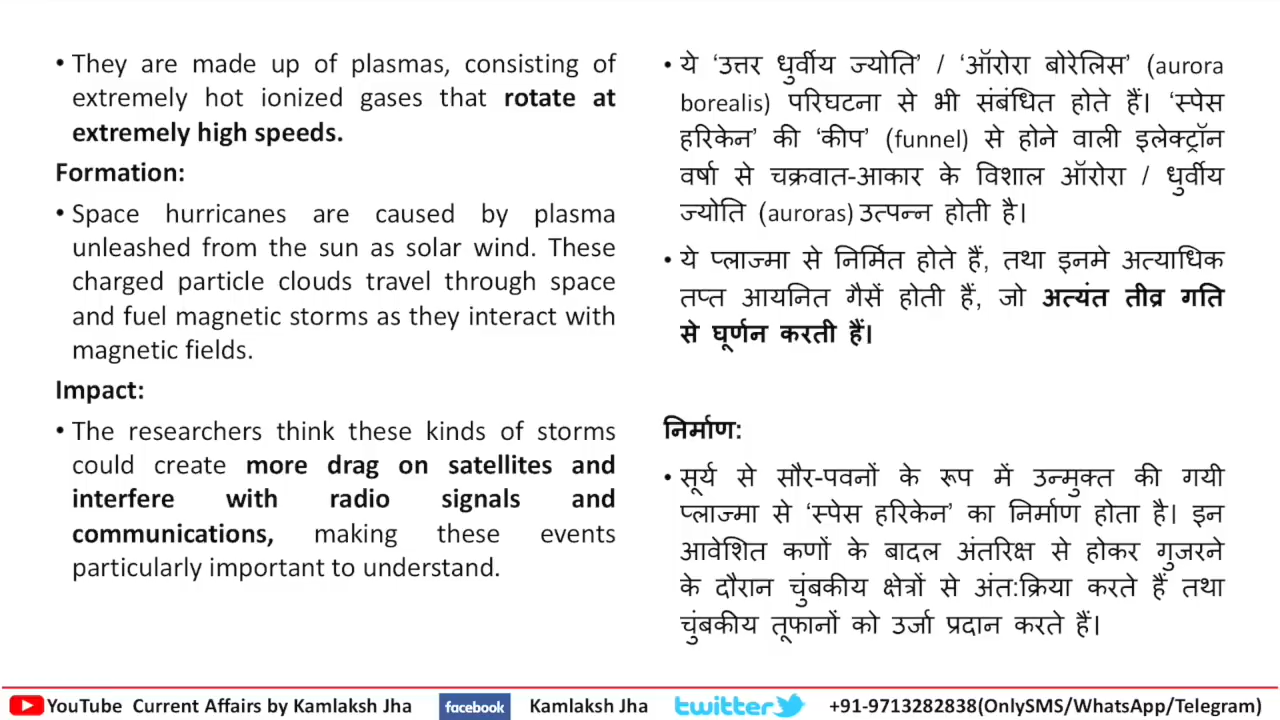 • They are made up of plasmas, consisting of
extremely hot ionized gases that rotate at
extremely high speeds.
Formation:
• Space hurricanes are caused by plasma
unleashed from the sun as solar wind. These
charged particle clouds travel through space
and fuel magnetic storms as they interact with
magnetic fields.
Impact:
• The researchers think these kinds of storms
could create more drag on satellites and
interfere with radio signals and
communications, making these events
particularly important to understand.
• ये ‘उत्तर धुर्वीय ज्योति’ / ‘ऑरोरा बोरेलिस’ (aurora
borealis) परिघटना से भी संबंधित होते हैं। ‘स्पेस
हरिकेन’ की ‘कीप’ (funnel) से होने वाली इलेक्ट्रॉन
वर्षा से चक्रवात-आकार के विशाल ऑरोरा / धुर्वीय
ज्योति (auroras) उत्पन्न होती है।
• ये प्लाज्मा से निर्मित होते हैं, तथा इनमे अत्याधिक
तप्त आयनित गैसें होती हैं, जो अत्यंत तीव्र गति
से घूर्णन करती हैं।
निर्माण:
• सूर्य से सौर-पवनों के रूप में उन्मुक्त की गयी
प्लाज्मा से ‘स्पेस हरिकेन’ का निर्माण होता है। इन
आवेशित कणों के बादल अंतरिक्ष से होकर गुजरने
के दौरान चुंबकीय क्षेत्रों से अंत:क्रिया करते हैं तथा
चुंबकीय तूफानों को उर्जा प्रदान करते हैं।
YouTube Current Affairs by Kamlaksh Jha facebook Kamlaksh Jha twitter +91-9713282838(OnlySMS/WhatsApp/Telegram)